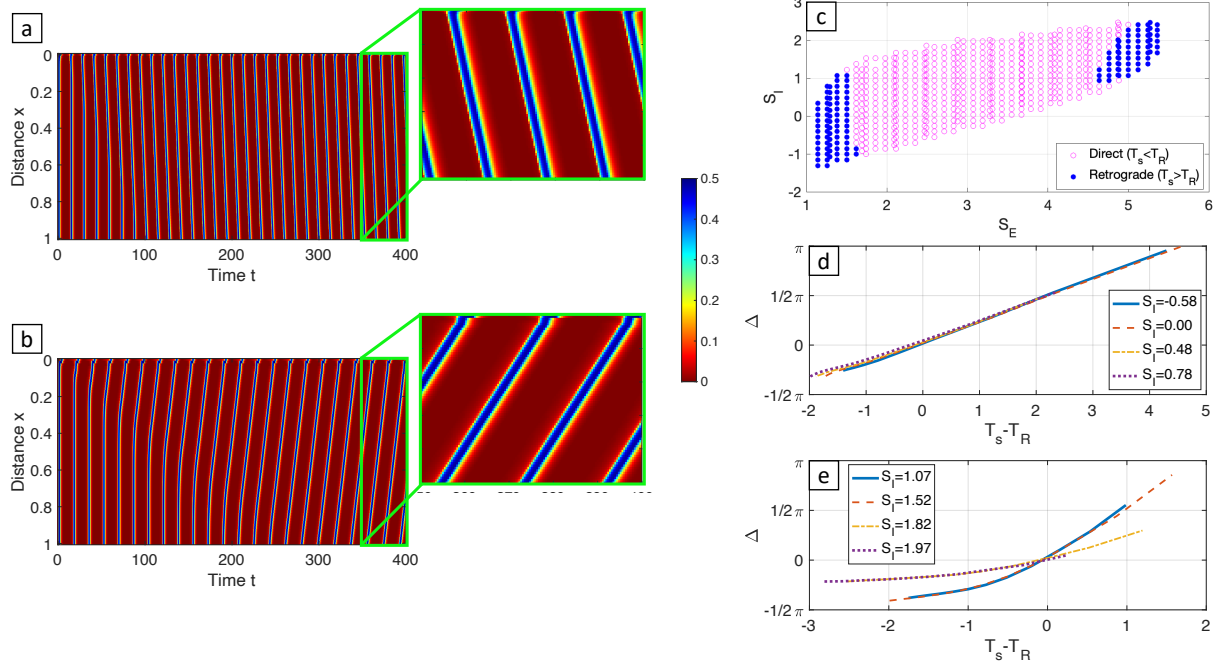 a
0
0.2
0.4
0.6
0.8
1
Distance x
0
100
200
300
400
Time t
b
0
0.2
0.4
0.6
0.8
1
Distance x
0
100
200
300
400
Time t
0.5
0.4
0.3
0.2
0.1
0
c
3
2
1
0
-1
-2
S_I
1
2
3
4
5
6
S_E
Direct (T_s<T_R)
Retrograde (T_s>T_R)
d
π
1/2 π
0
-1/2 π
Δ
-2
-1
0
1
2
3
4
5
T_s-T_R
S_I=-0.58
S_I=0.00
S_I=0.48
S_I=0.78
e
π
1/2 π
0
-1/2 π
Δ
-3
-2
-1
0
1
2
T_s-T_R
S_I=1.07
S_I=1.52
S_I=1.82
S_I=1.97